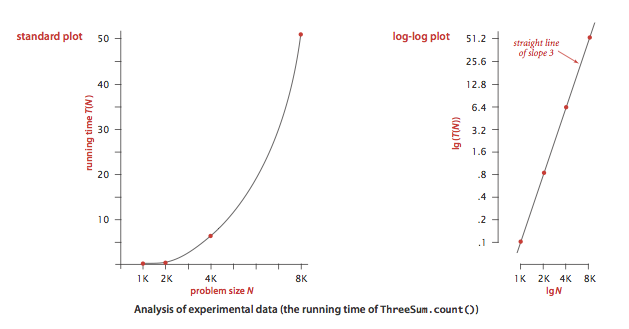 standard plot
50
40
30
20
10
running time T(N)
1K 2K 4K 8K
problem size N
log-log plot
straight line
of slope 3
51.2
25.6
12.8
6.4
3.2
1.6
.8
.4
.2
.1
lg(T(N))
1K 2K 4K 8K
lgN
Analysis of experimental data (the running time of ThreeSum.count())